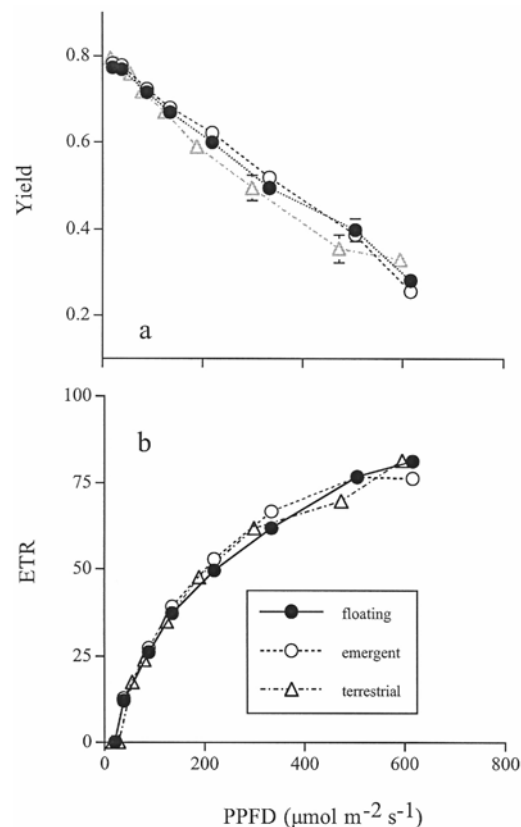 0.8
0.6
0.4
0.2
Yield
a
100
75
50
25
0
ETR
b
floating
emergent
terrestrial
0 200 400 600 800
PPFD (μmol m⁻² s⁻¹)